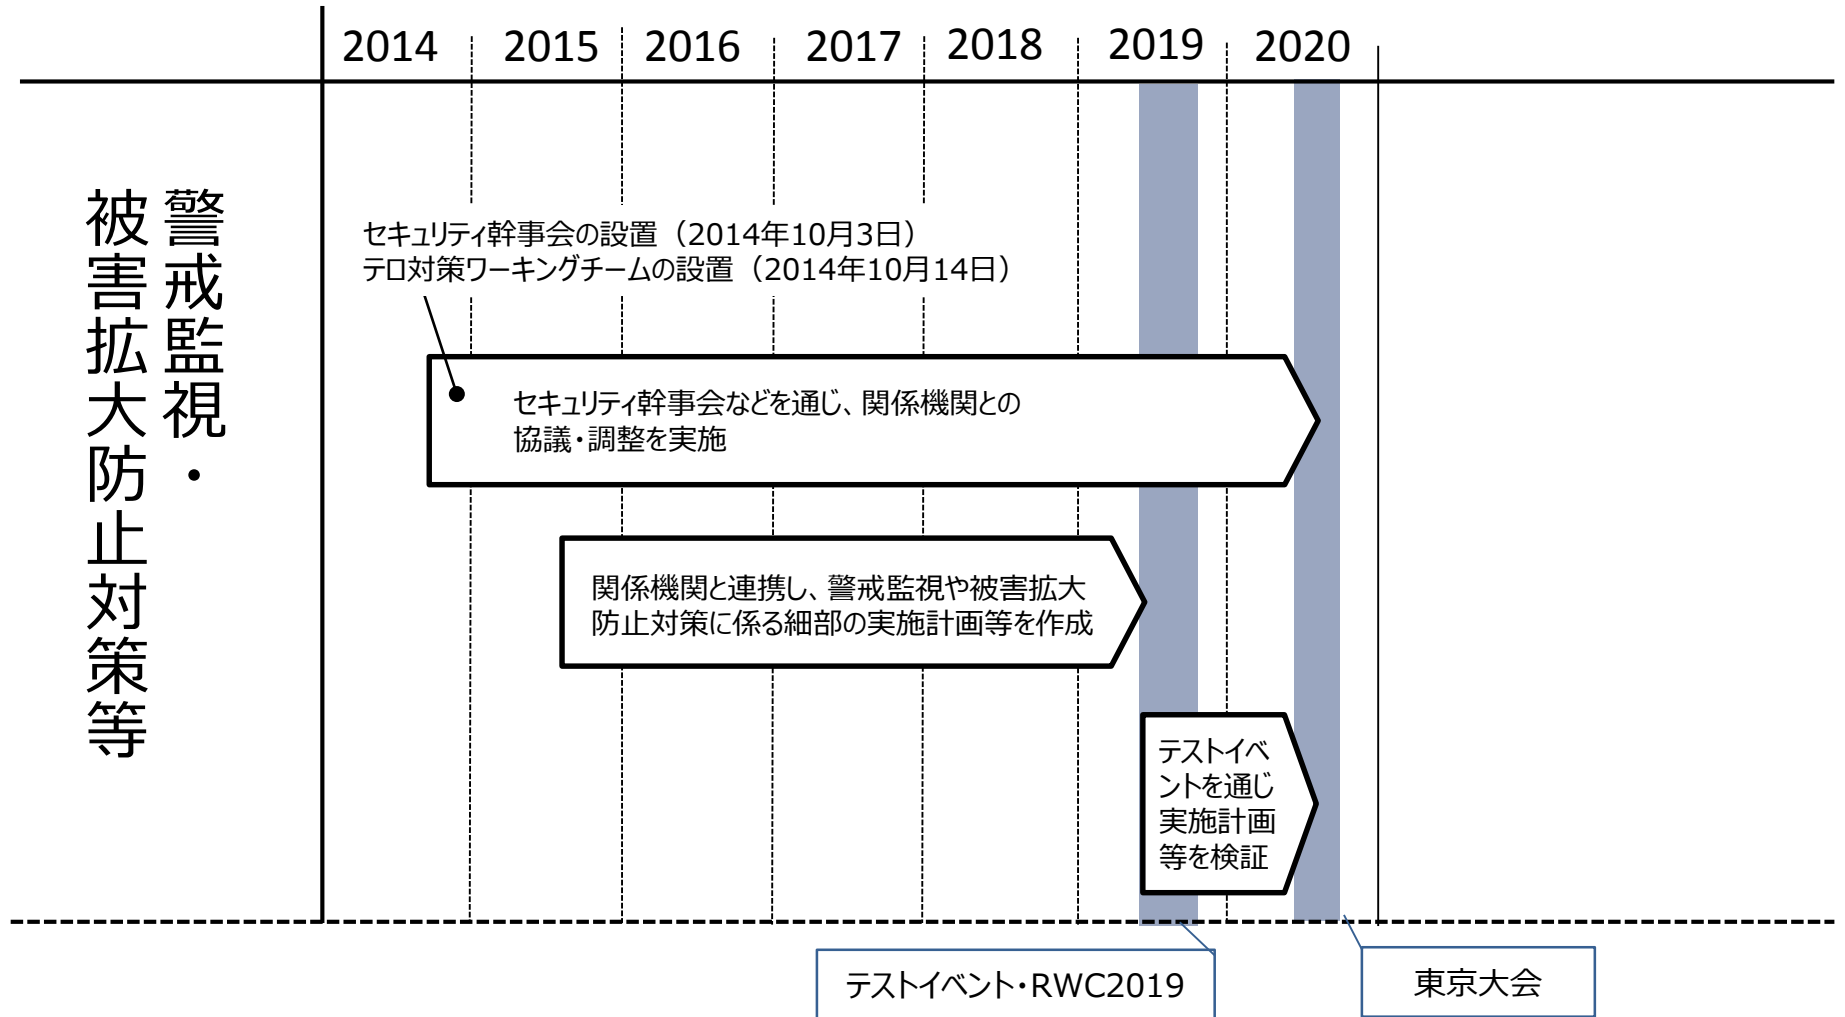 2014 2015 2016 2017 2018 2019 2020
警戒監視・
被害拡大防止対策等
セキュリティ幹事会の設置（2014年10月3日）
テロ対策ワーキングチームの設置（2014年10月14日）
セキュリティ幹事会などを通じ、関係機関との
協議・調整を実施
関係機関と連携し、警戒監視や被害拡大
防止対策に係る細部の実施計画等を作成
テストイベ
ントを通じ
実施計画
等を検証
テストイベント・RWC2019
東京大会